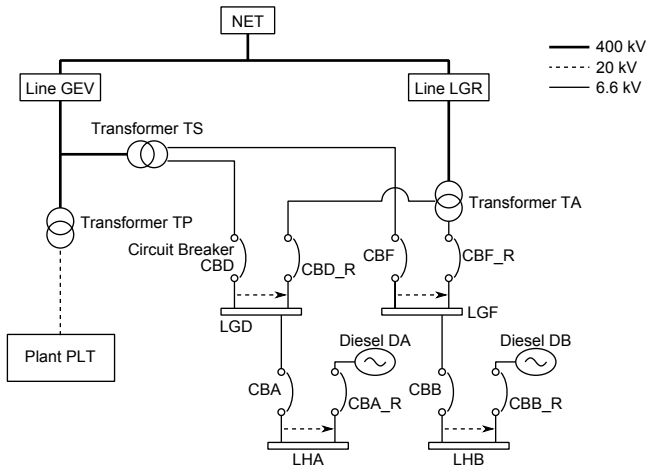 NET
400 kV
20 kV
6.6 kV
Line GEV
Line LGR
Transformer TS
Transformer TA
Transformer TP
Circuit Breaker
CBD
CBD_R
CBF
CBF_R
LGD
LGF
Plant PLT
Diesel DA
Diesel DB
CBA
CBA_R
CBB
CBB_R
LHA
LHB